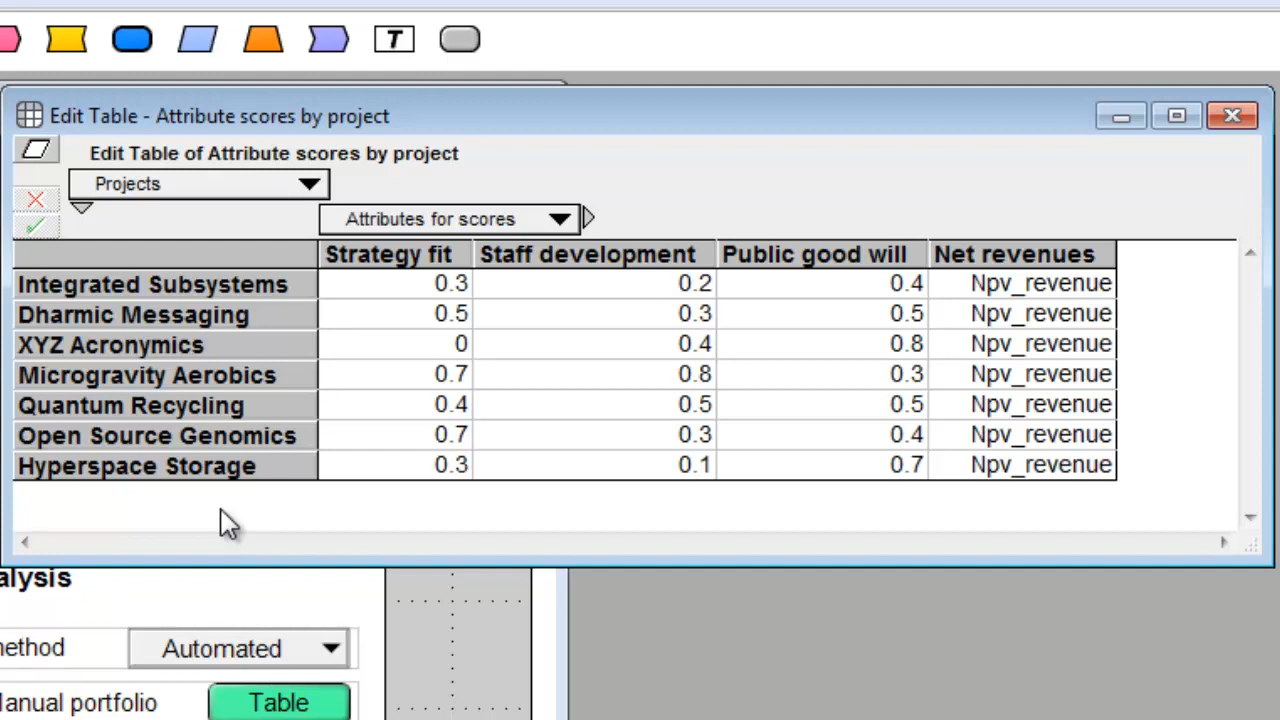 T
Edit Table - Attribute scores by project
Edit Table of Attribute scores by project
Projects
Attributes for scores
Strategy fit Staff development Public good will Net revenues
Integrated Subsystems 0.3 0.2 0.4 Npv_revenue
Dharmic Messaging 0.5 0.3 0.5 Npv_revenue
XYZ Acronymics 0 0.4 0.8 Npv_revenue
Microgravity Aerobics 0.7 0.8 0.3 Npv_revenue
Quantum Recycling 0.4 0.5 0.5 Npv_revenue
Open Source Genomics 0.7 0.3 0.4 Npv_revenue
Hyperspace Storage 0.3 0.1 0.7 Npv_revenue
alysis
nethod Automated
lanual portfolio Table